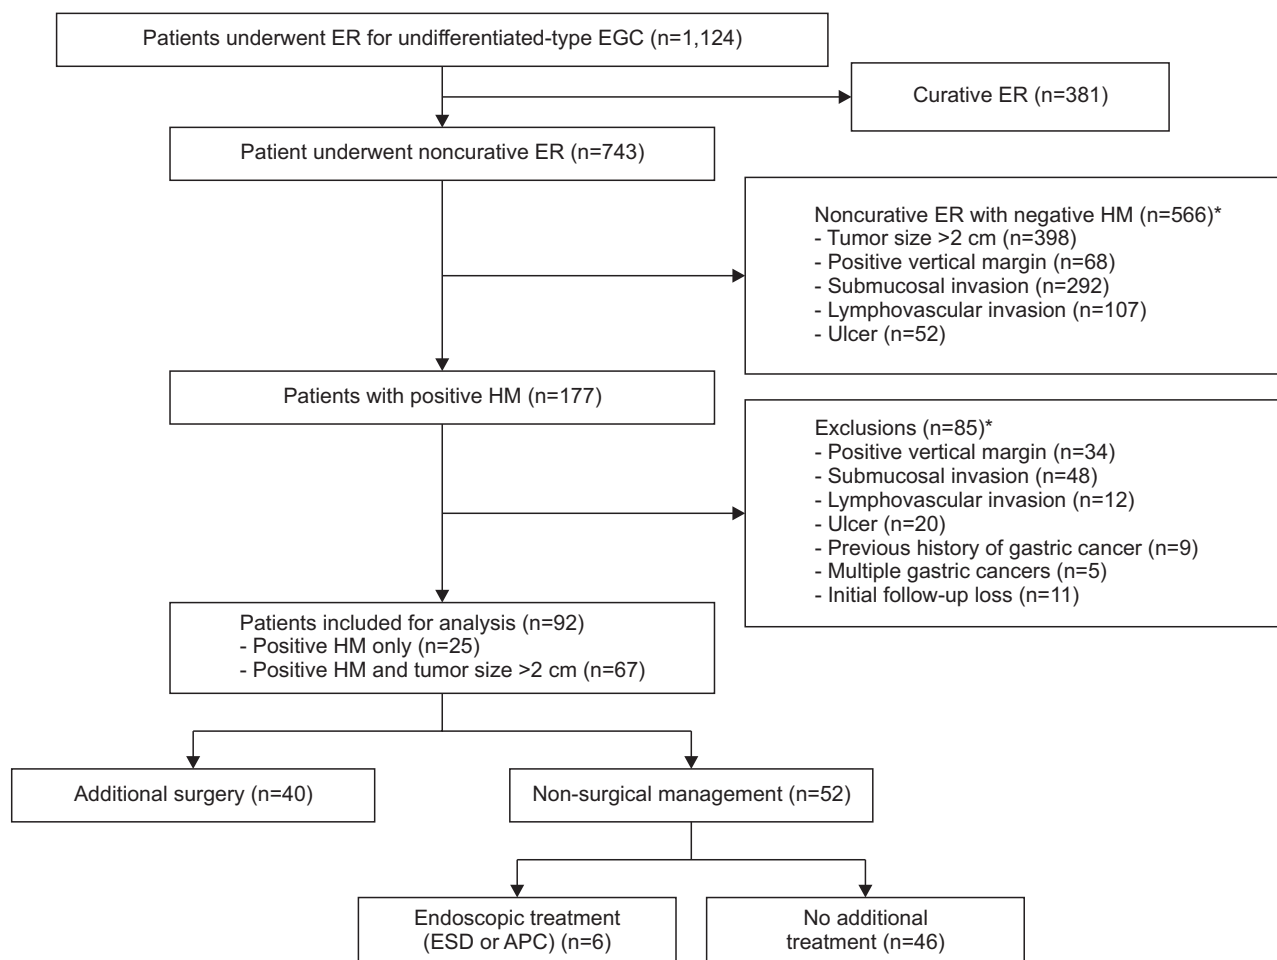 Patients underwent ER for undifferentiated-type EGC (n=1,124)
Curative ER (n=381)
Patient underwent noncurative ER (n=743)
Noncurative ER with negative HM (n=566)*
- Tumor size >2 cm (n=398)
- Positive vertical margin (n=68)
- Submucosal invasion (n=292)
- Lymphovascular invasion (n=107)
- Ulcer (n=52)
Patients with positive HM (n=177)
Exclusions (n=85)*
- Positive vertical margin (n=34)
- Submucosal invasion (n=48)
- Lymphovascular invasion (n=12)
- Ulcer (n=20)
- Previous history of gastric cancer (n=9)
- Multiple gastric cancers (n=5)
- Initial follow-up loss (n=11)
Patients included for analysis (n=92)
- Positive HM only (n=25)
- Positive HM and tumor size >2 cm (n=67)
Additional surgery (n=40)
Non-surgical management (n=52)
Endoscopic treatment
(ESD or APC) (n=6)
No additional
treatment (n=46)